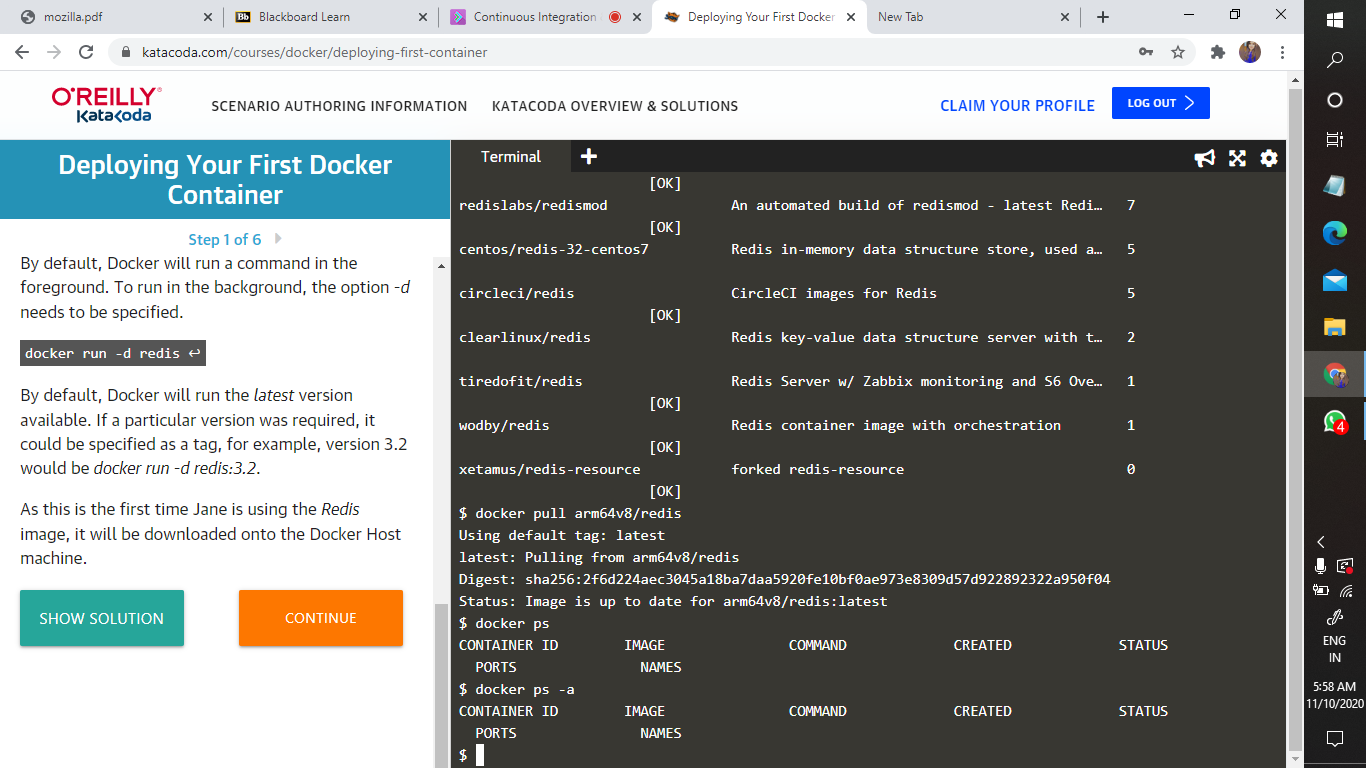 mozilla.pdf
Bb Blackboard Learn
Continuous Integration
Deploying Your First Docker
New Tab
katacoda.com/courses/docker/deploying-first-container
O'REILLY
Katacoda
SCENARIO AUTHORING INFORMATION
KATACODA OVERVIEW & SOLUTIONS
CLAIM YOUR PROFILE
LOG OUT
Deploying Your First Docker
Container
Step 1 of 6
By default, Docker will run a command in the
foreground. To run in the background, the option -d
needs to be specified.
docker run -d redis ↩
By default, Docker will run the latest version
available. If a particular version was required, it
could be specified as a tag, for example, version 3.2
would be docker run -d redis:3.2.
As this is the first time Jane is using the Redis
image, it will be downloaded onto the Docker Host
machine.
SHOW SOLUTION
CONTINUE
Terminal
[OK]
redislabs/redismod An automated build of redismod - latest Redi… 7
[OK]
centos/redis-32-centos7 Redis in-memory data structure store, used a… 5
circleci/redis CircleCI images for Redis 5
[OK]
clearlinux/redis Redis key-value data structure server with t… 2
tiredofit/redis Redis Server w/ Zabbix monitoring and S6 Ove… 1
[OK]
wodby/redis Redis container image with orchestration 1
[OK]
xetamus/redis-resource forked redis-resource 0
[OK]
$ docker pull arm64v8/redis
Using default tag: latest
latest: Pulling from arm64v8/redis
Digest: sha256:2f6d224aec3045a18ba7daa5920fe10bf0ae973e8309d57d922892322a950f04
Status: Image is up to date for arm64v8/redis:latest
$ docker ps
CONTAINER ID IMAGE COMMAND CREATED STATUS
PORTS NAMES
$ docker ps -a
CONTAINER ID IMAGE COMMAND CREATED STATUS
PORTS NAMES
$
4
ENG
IN
5:58 AM
11/10/2020